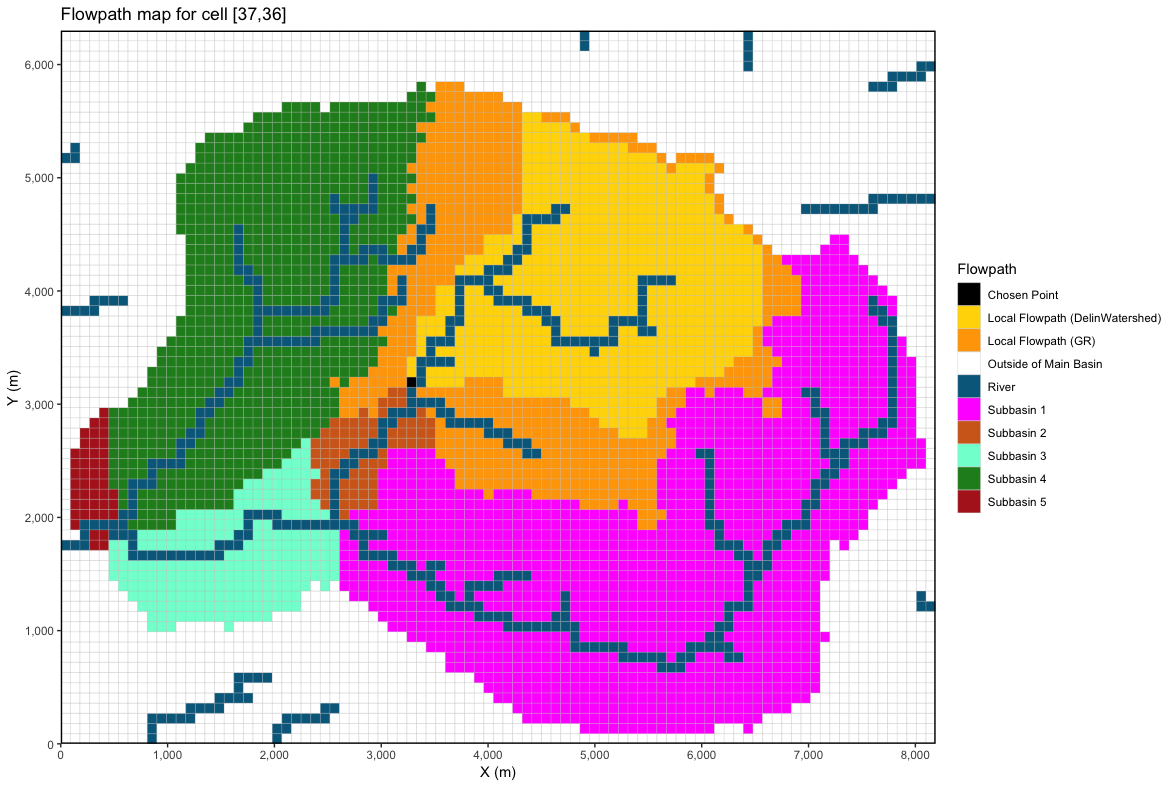 Flowpath map for cell [37,36]
6,000
5,000
4,000
3,000
2,000
1,000
0
Y (m)
0
1,000
2,000
3,000
4,000
5,000
6,000
7,000
8,000
X (m)
Flowpath
Chosen Point
Local Flowpath (DelinWatershed)
Local Flowpath (GR)
Outside of Main Basin
River
Subbasin 1
Subbasin 2
Subbasin 3
Subbasin 4
Subbasin 5